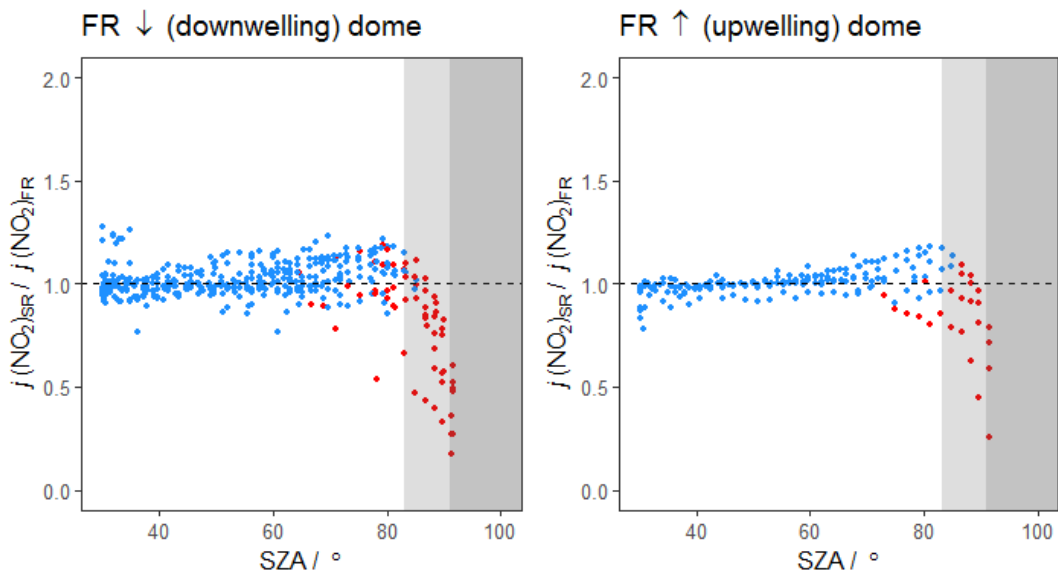 FR ↓ (downwelling) dome
2.0
1.5
1.0
0.5
0.0
j (NO₂)SR / j (NO₂)FR
40 60 80 100
SZA / °
FR ↑ (upwelling) dome
2.0
1.5
1.0
0.5
0.0
j (NO₂)SR / j (NO₂)FR
40 60 80 100
SZA / °